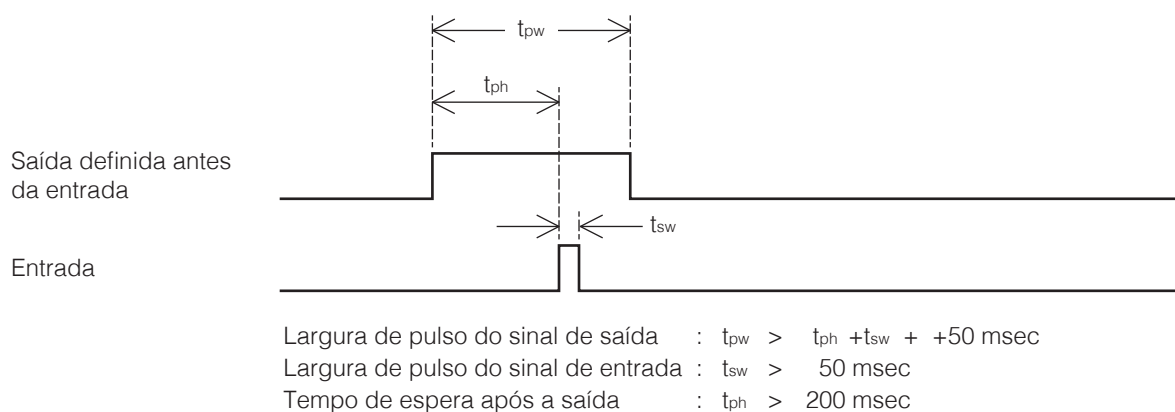 tpw
tph
Saída definida antes
da entrada
tsw
Entrada
Largura de pulso do sinal de saída : tpw > tph +tsw + +50 msec
Largura de pulso do sinal de entrada : tsw > 50 msec
Tempo de espera após a saída : tph > 200 msec